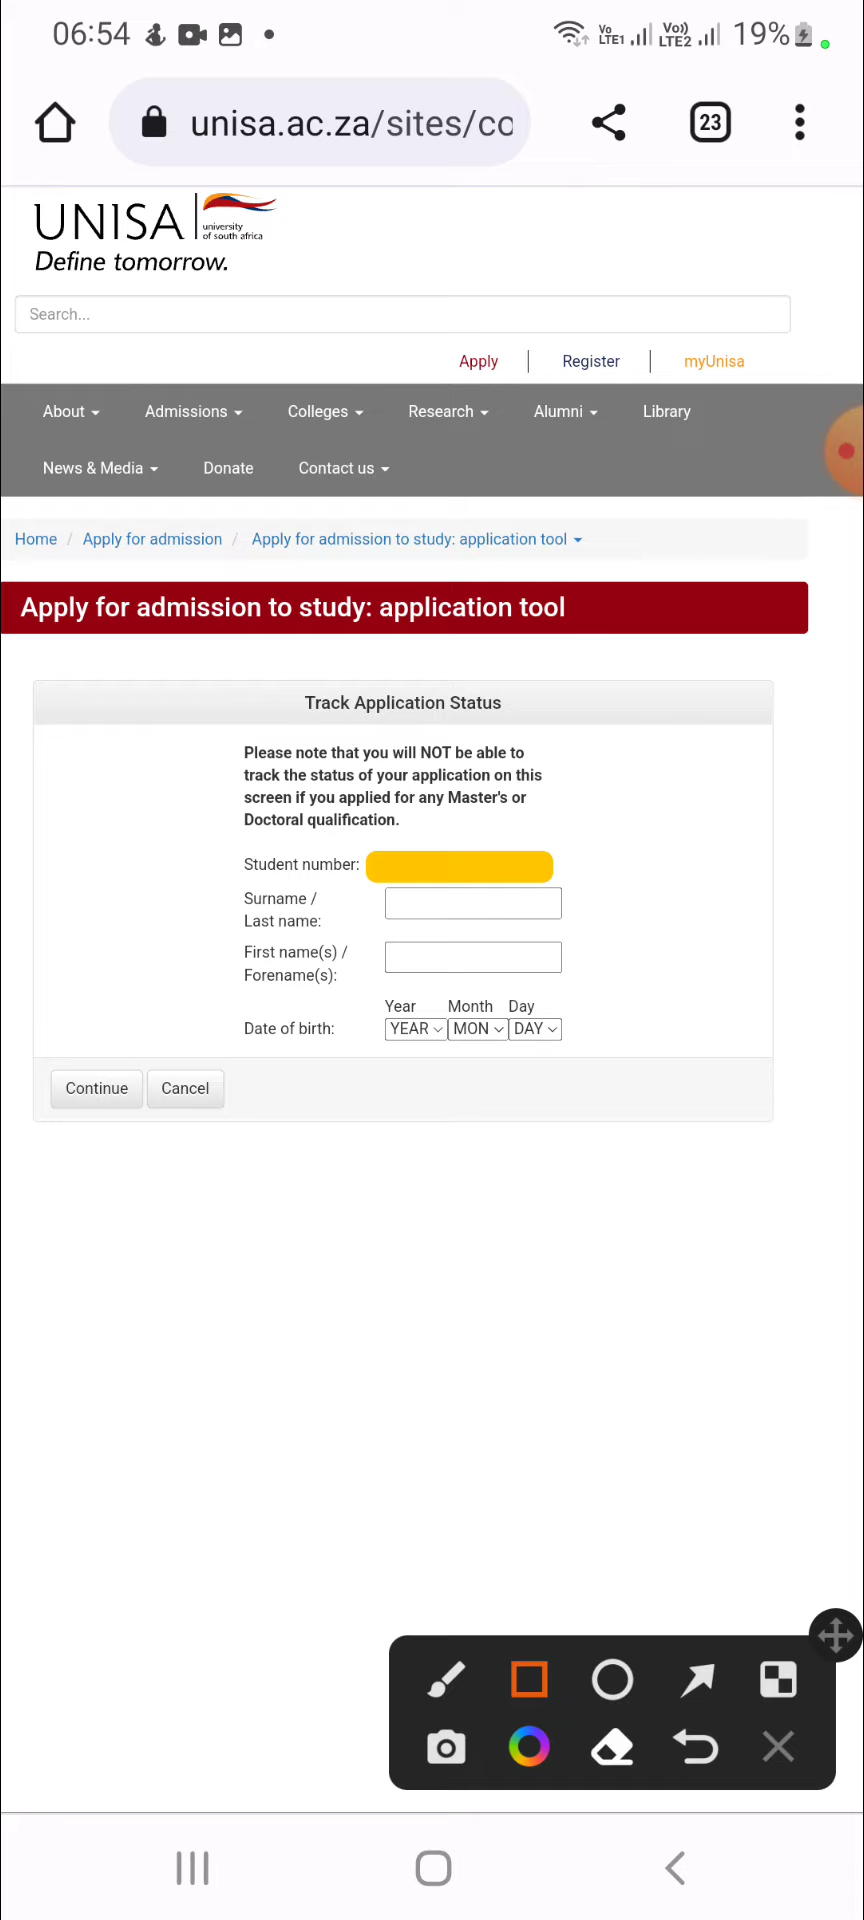 06:54
Vo LTE1 Vo)) LTE2 19%
unisa.ac.za/sites/co
23
UNISA university of south africa
Define tomorrow.
Search...
Apply Register myUnisa
About Admissions Colleges Research Alumni Library
News & Media Donate Contact us
Home / Apply for admission / Apply for admission to study: application tool
Apply for admission to study: application tool
Track Application Status
Please note that you will NOT be able to
track the status of your application on this
screen if you applied for any Master's or
Doctoral qualification.
Student number:
Surname /
Last name:
First name(s) /
Forename(s):
Year Month Day
Date of birth: YEAR MON DAY
Continue Cancel